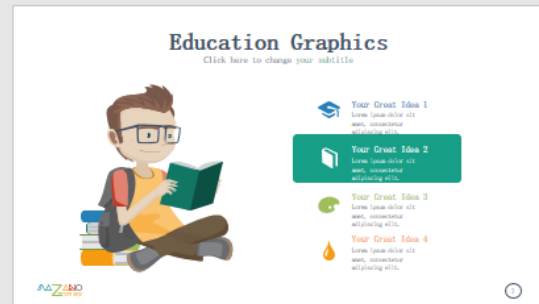 Education Graphics
Click here to change your subtitle
Your Great Idea 1
Lorem ipsum dolor sit
amet, consectetur
adipiscing elit.
Your Great Idea 2
Lorem ipsum dolor sit
amet, consectetur
adipiscing elit.
Your Great Idea 3
Lorem ipsum dolor sit
amet, consectetur
adipiscing elit.
Your Great Idea 4
Lorem ipsum dolor sit
amet, consectetur
adipiscing elit.
2